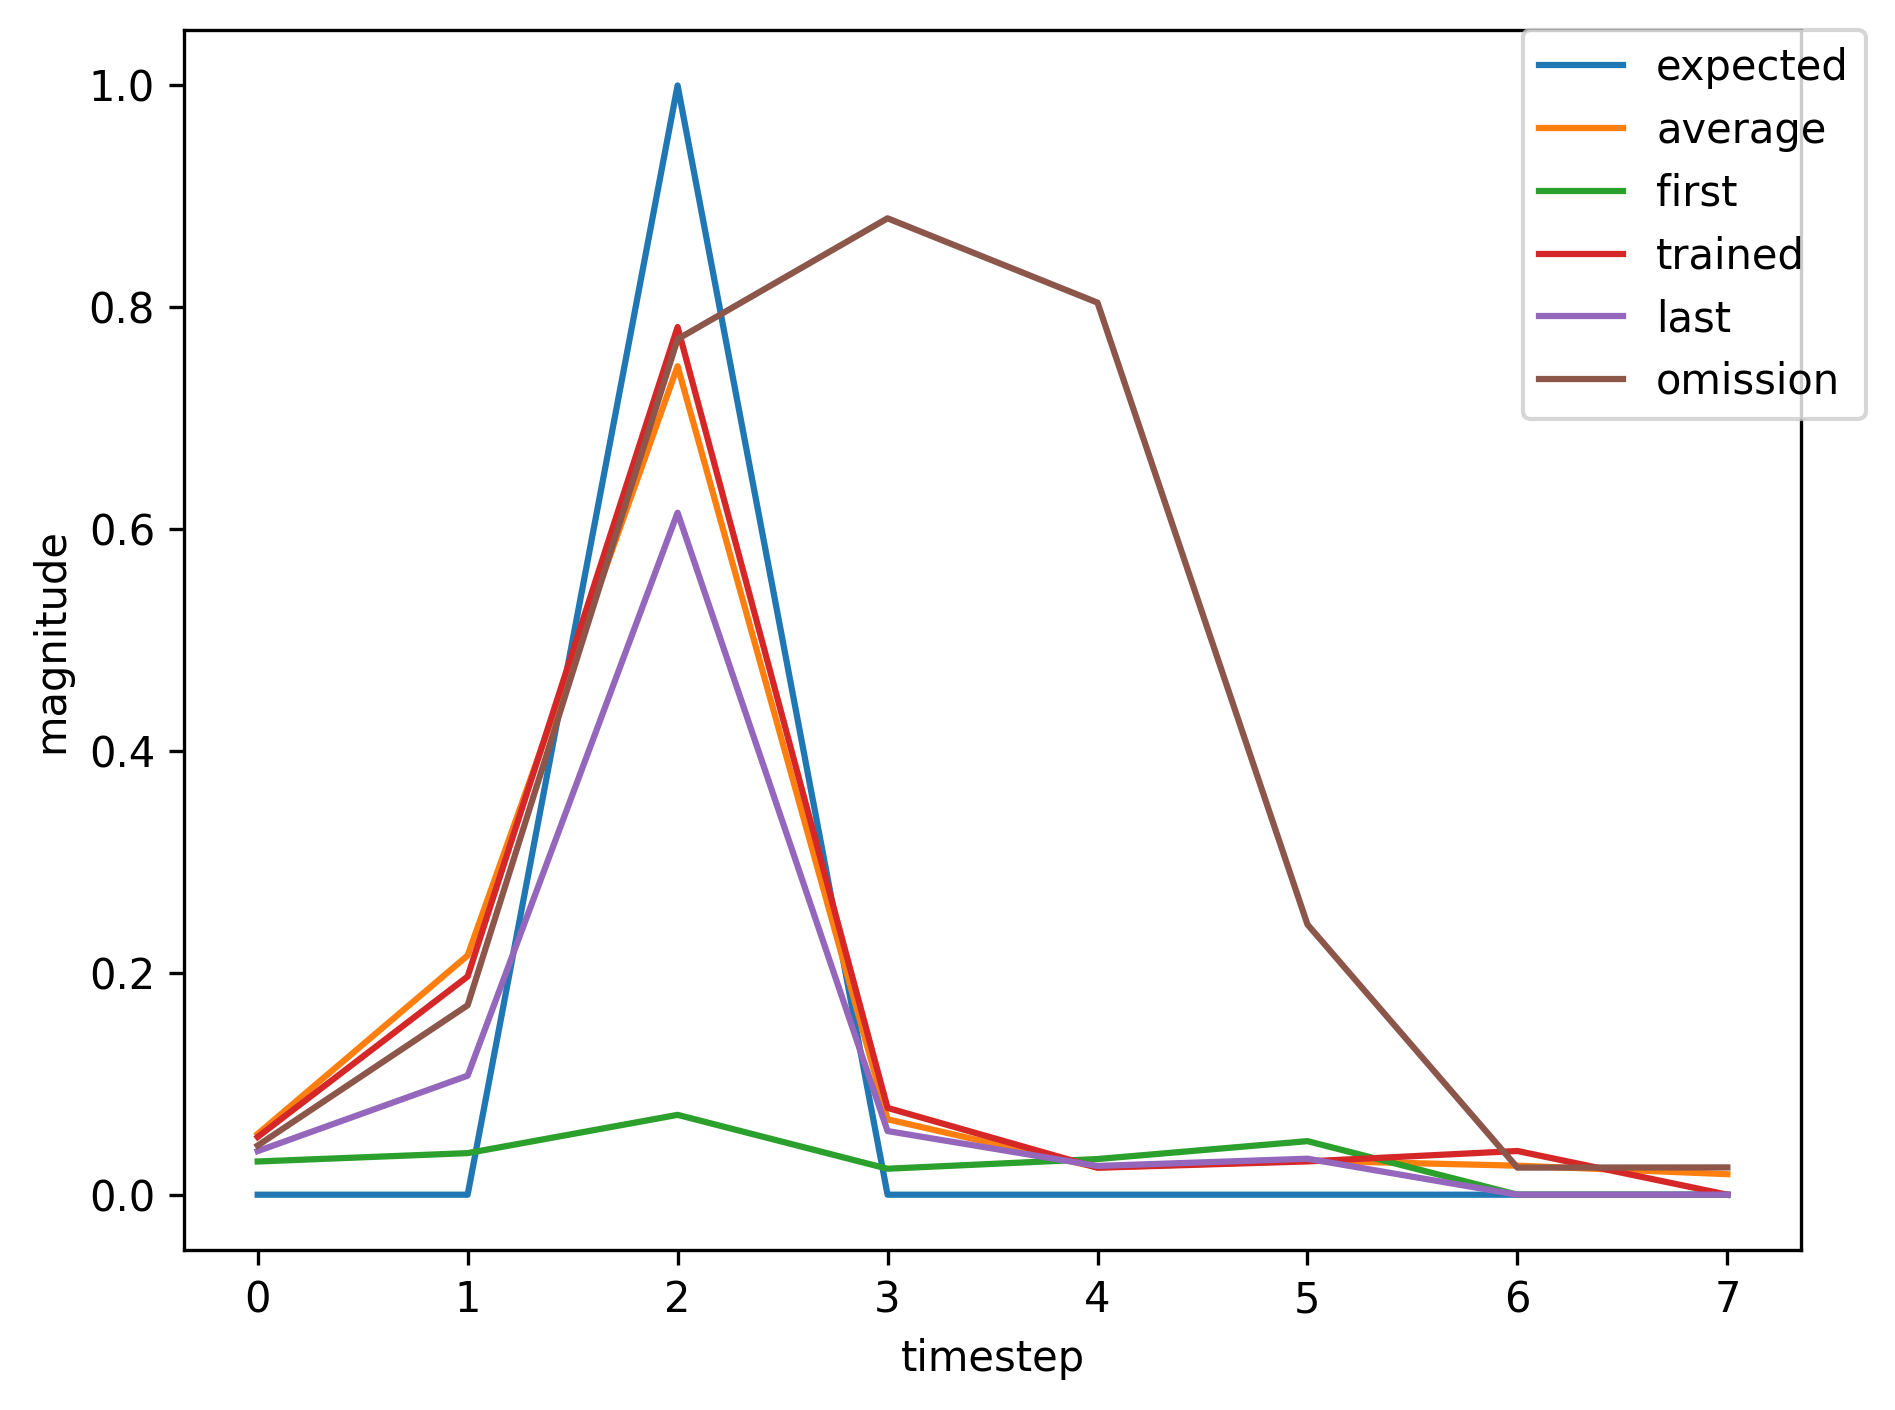 expected
average
first
trained
last
omission
1.0
0.8
0.6
0.4
0.2
0.0
magnitude
0 1 2 3 4 5 6 7
timestep